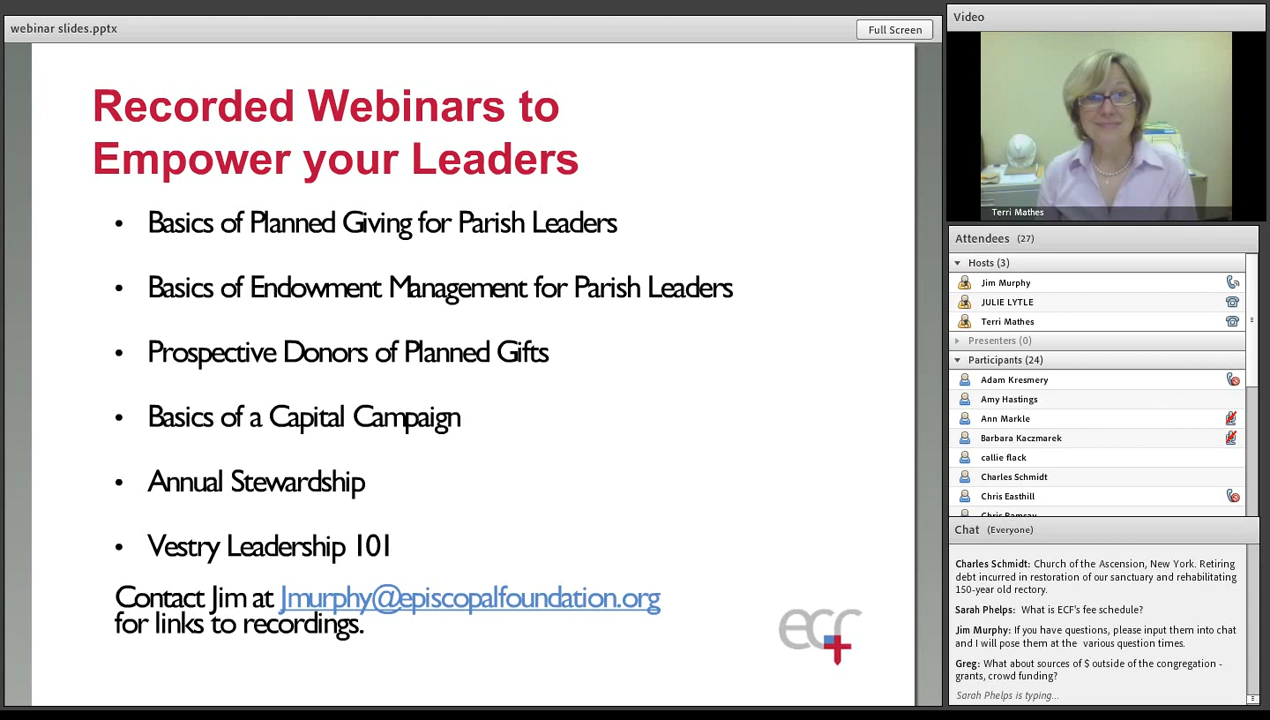 webinar slides.pptx
Full Screen
Recorded Webinars to
Empower your Leaders
• Basics of Planned Giving for Parish Leaders
• Basics of Endowment Management for Parish Leaders
• Prospective Donors of Planned Gifts
• Basics of a Capital Campaign
• Annual Stewardship
• Vestry Leadership 101
Contact Jim at Jmurphy@episcopalfoundation.org
for links to recordings.
ecf
Video
Terri Mathes
Attendees (27)
Hosts (3)
Jim Murphy
JULIE LYTLE
Terri Mathes
Presenters (0)
Participants (24)
Adam Kresmery
Amy Hastings
Ann Markle
Barbara Kaczmarek
callie flack
Charles Schmidt
Chris Easthill
Chris Ramsay
Chat (Everyone)
Charles Schmidt: Church of the Ascension, New York. Retiring
debt incurred in restoration of our sanctuary and rehabilitating
150-year old rectory.
Sarah Phelps: What is ECF's fee schedule?
Jim Murphy: If you have questions, please input them into chat
and I will pose them at the various question times.
Greg: What about sources of $ outside of the congregation -
grants, crowd funding?
Sarah Phelps is typing...